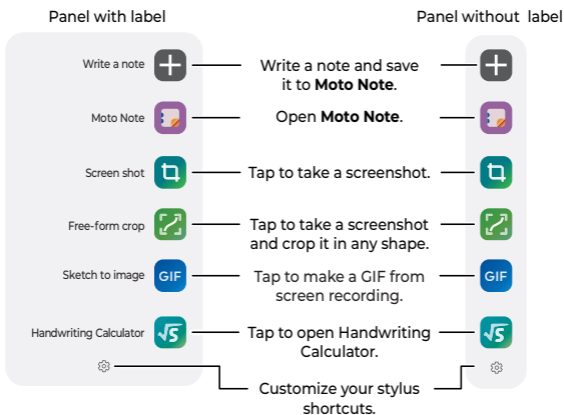 Panel with label
Panel without label
Write a note
Write a note and save
it to Moto Note.
Moto Note
Open Moto Note.
Screen shot
Tap to take a screenshot.
Free-form crop
Tap to take a screenshot
and crop it in any shape.
Sketch to image
GIF
Tap to make a GIF from
screen recording.
GIF
Handwriting Calculator
√5
Tap to open Handwriting
Calculator.
√5
Customize your stylus
shortcuts.